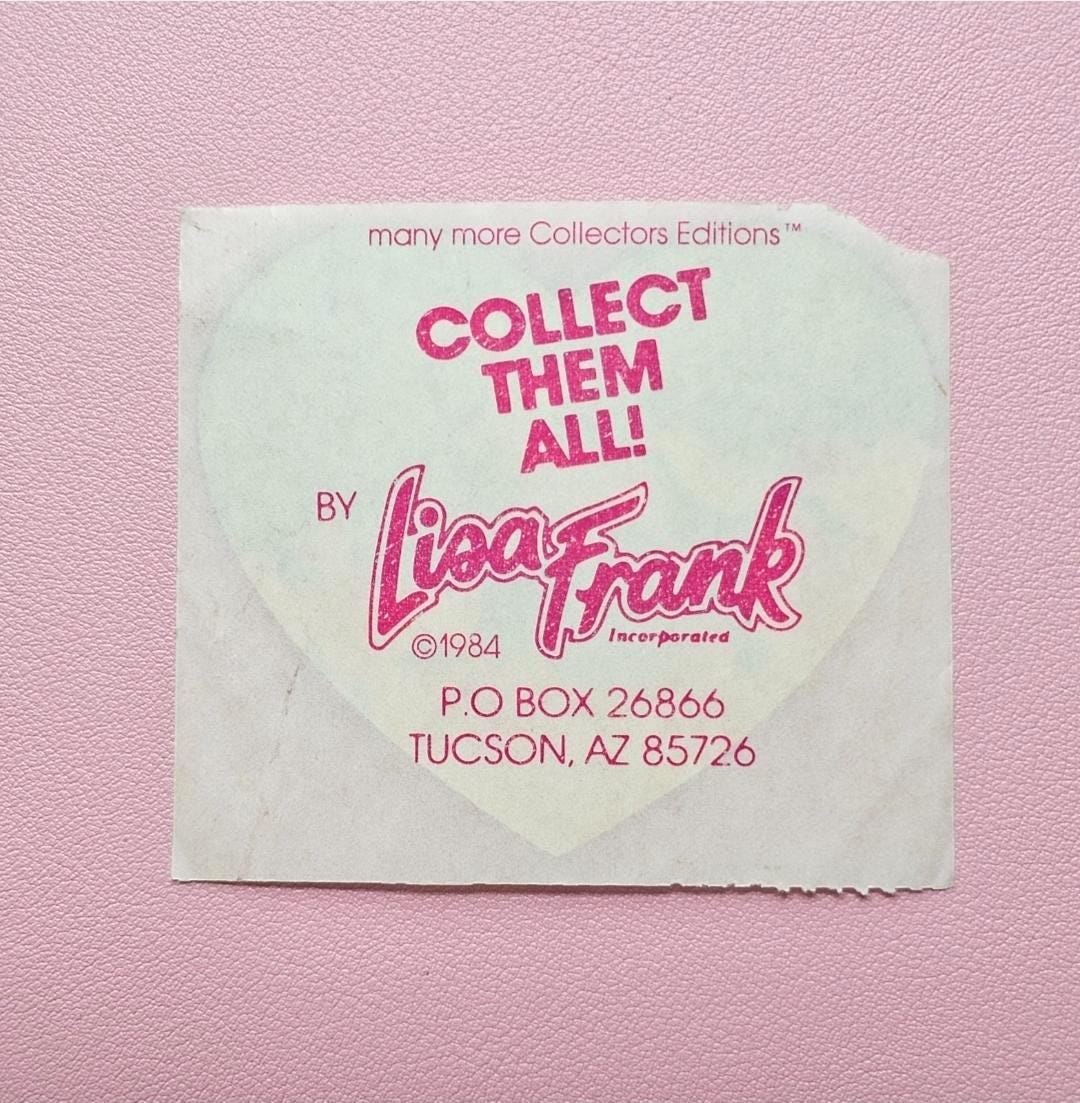 many more Collectors Editions™
COLLECT
THEM
ALL!
BY Lisa Frank
Incorporated
©1984
P.O BOX 26866
TUCSON, AZ 85726